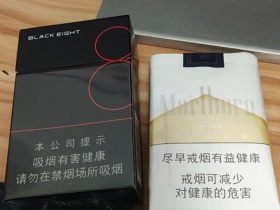 BLACK EIGHT
本公司提示
吸烟有害健康
请勿在禁烟场所吸烟
Marlboro
尽早戒烟有益健康
戒烟可减少
对健康的危害